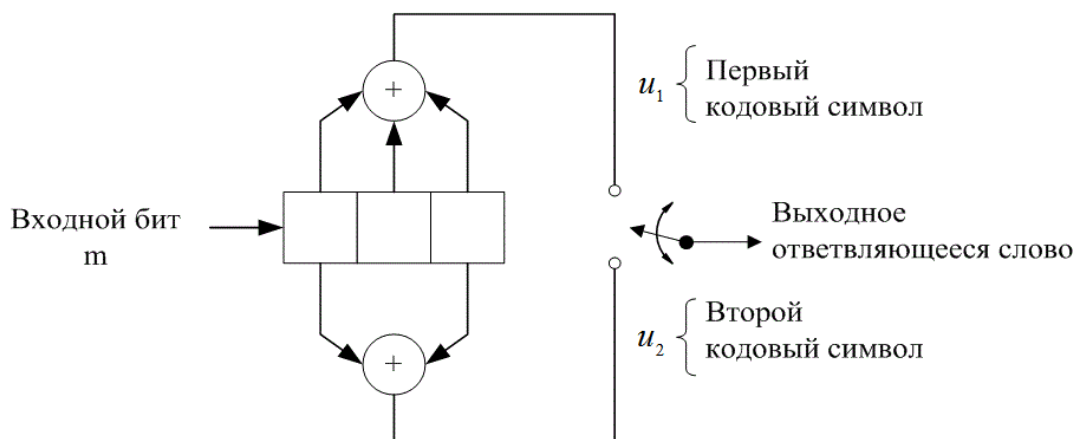 +
u₁
Первый
кодовый символ
Входной бит
m
Выходное
ответвляющееся слово
+
u₂
Второй
кодовый символ